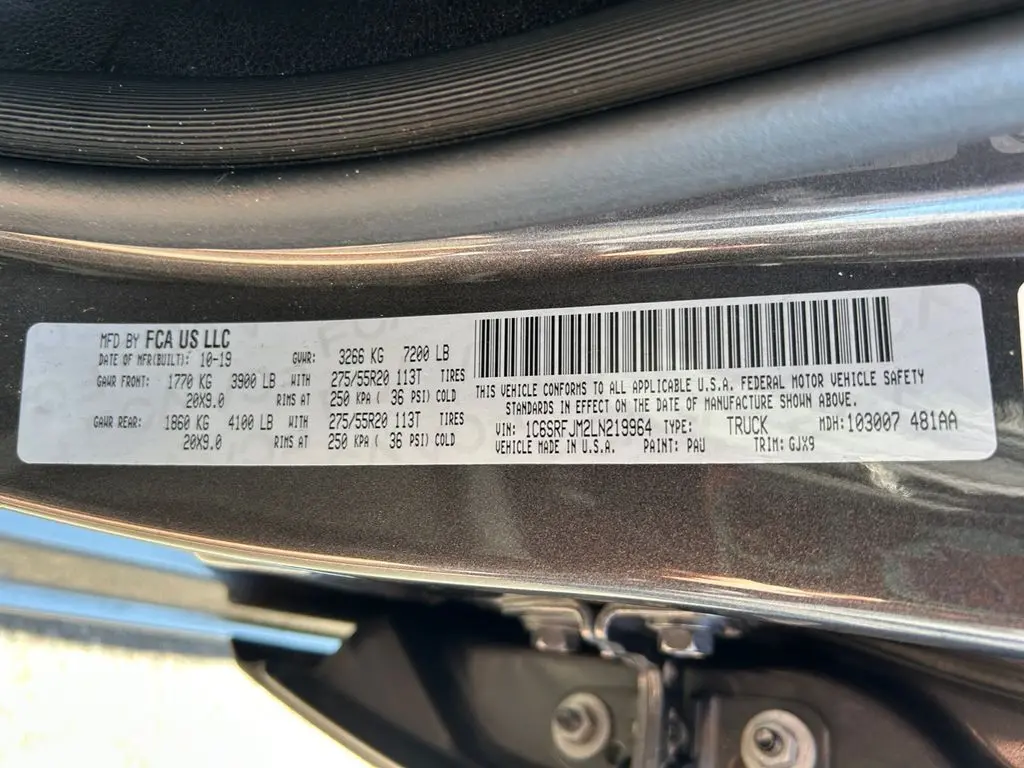 MFD BY FCA US LLC
DATE OF MFR(BUILT): 10-19 GVWR: 3266 KG 7200 LB
GAWR FRONT: 1770 KG 3900 LB WITH 275/55R20 113T TIRES
20X9.0 RIMS AT 250 KPA ( 36 PSI) COLD
GAWR REAR: 1860 KG 4100 LB WITH 275/55R20 113T TIRES
20X9.0 RIMS AT 250 KPA ( 36 PSI) COLD
THIS VEHICLE CONFORMS TO ALL APPLICABLE U.S.A. FEDERAL MOTOR VEHICLE SAFETY
STANDARDS IN EFFECT ON THE DATE OF MANUFACTURE SHOWN ABOVE.
VIN: 1C6SRFJM2LN219964 TYPE: TRUCK MDH: 103007 481AA
VEHICLE MADE IN U.S.A. PAINT: PAU TRIM: GJX9